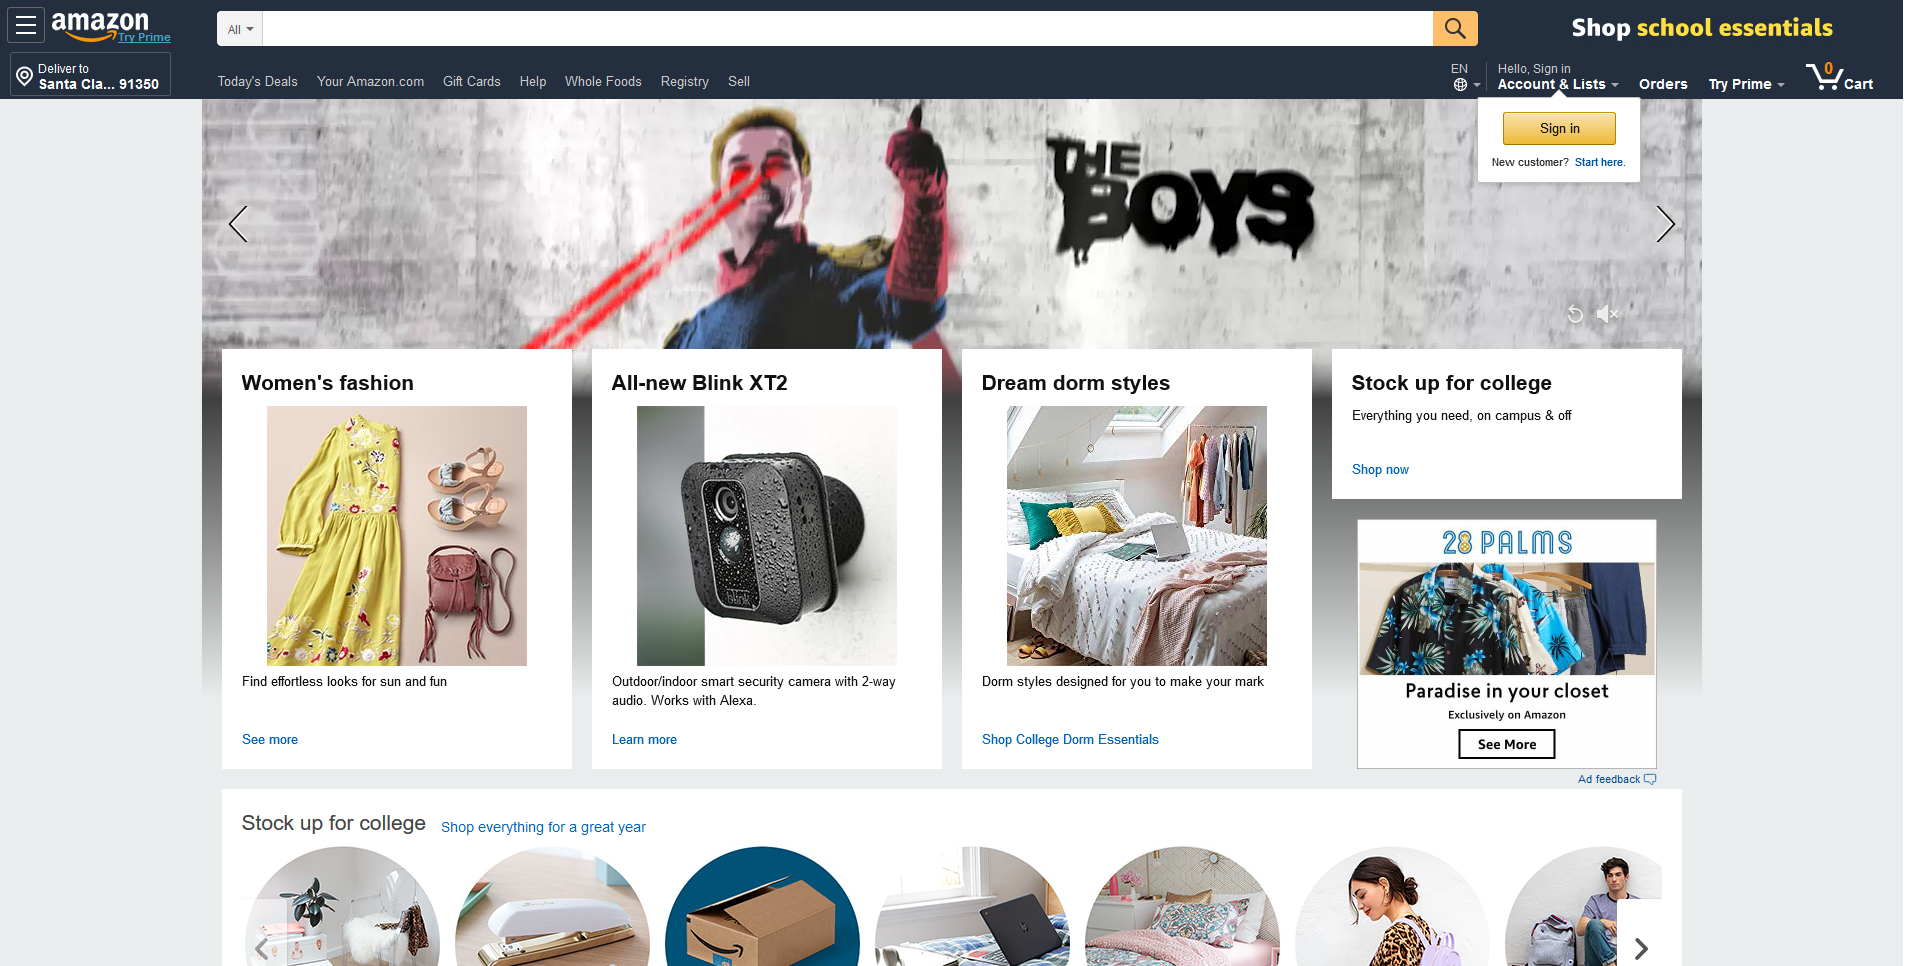 amazon
Try Prime
All
Shop school essentials
Deliver to
Santa Cla... 91350
Today's Deals
Your Amazon.com
Gift Cards
Help
Whole Foods
Registry
Sell
EN
Hello, Sign in
Account & Lists
Orders
Try Prime
0
Cart
Sign in
New customer? Start here.
THE
BOYS
Women's fashion
Find effortless looks for sun and fun
See more
All-new Blink XT2
blink
Outdoor/indoor smart security camera with 2-way
audio. Works with Alexa.
Learn more
Dream dorm styles
Dorm styles designed for you to make your mark
Shop College Dorm Essentials
Stock up for college
Everything you need, on campus & off
Shop now
28 PALMS
Paradise in your closet
Exclusively on Amazon
See More
Ad feedback
Stock up for college
Shop everything for a great year